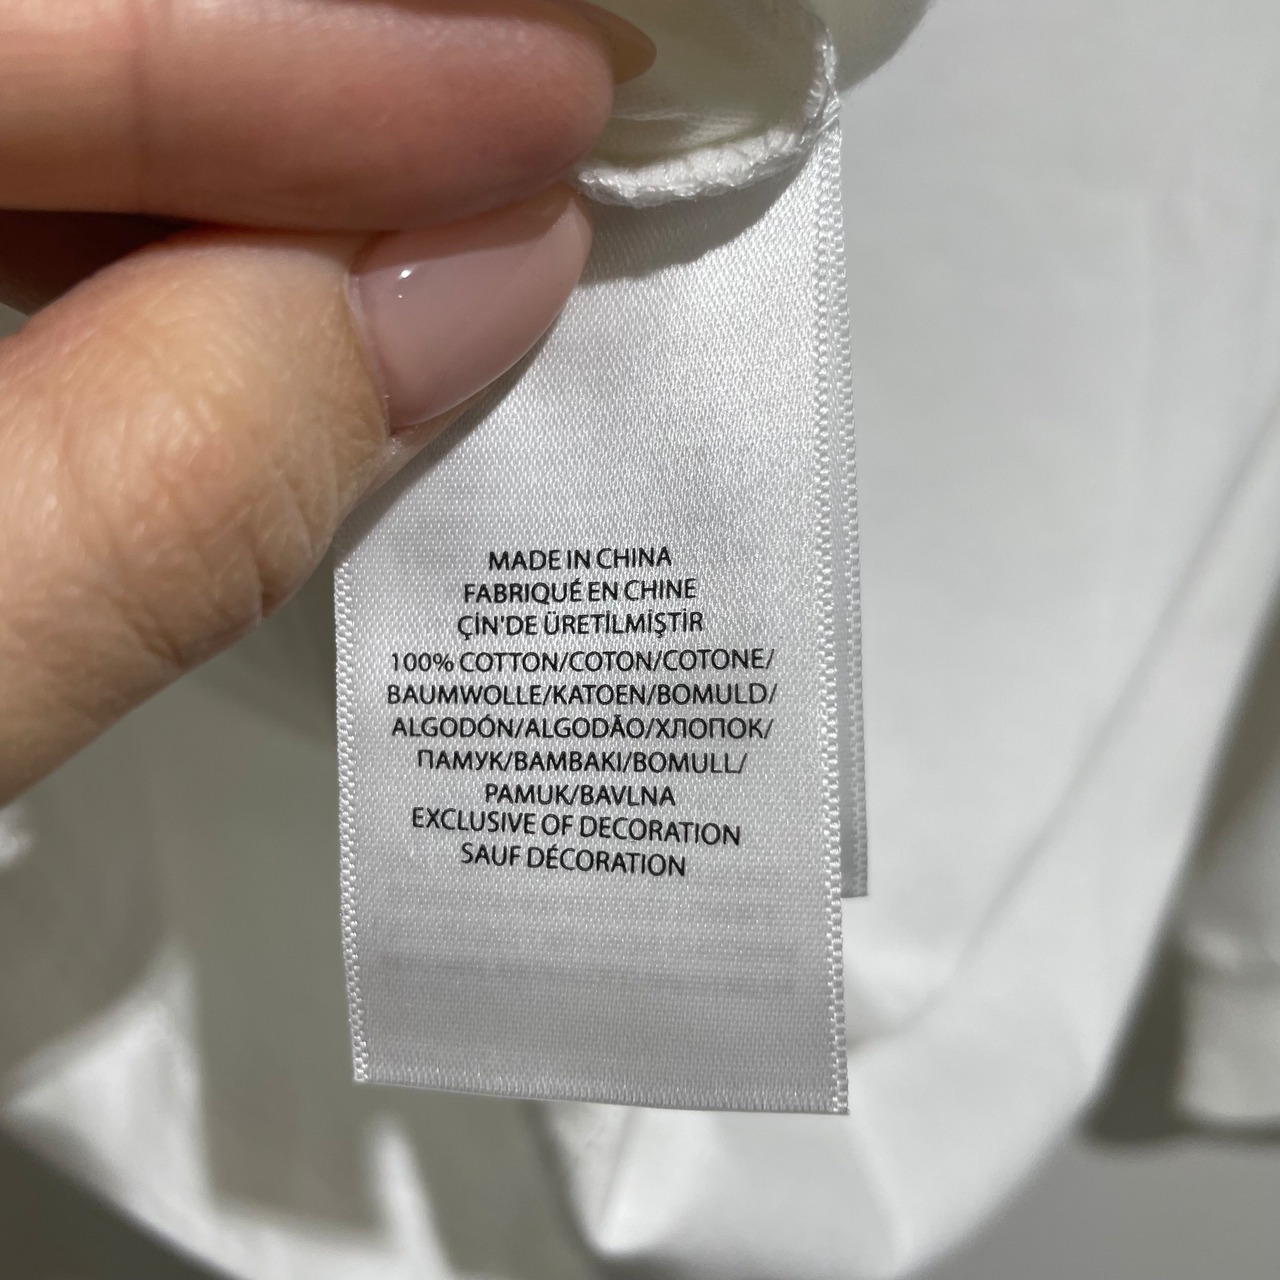 MADE IN CHINA
FABRIQUÉ EN CHINE
ÇİN'DE ÜRETİLMİŞTİR
100% COTTON/COTON/COTONE/
BAUMWOLLE/KATOEN/BOMULD/
ALGODÓN/ALGODÃO/ХЛОПОК/
ПАМУК/BAMBAKI/BOMULL/
PAMUK/BAVLNA
EXCLUSIVE OF DECORATION
SAUF DÉCORATION